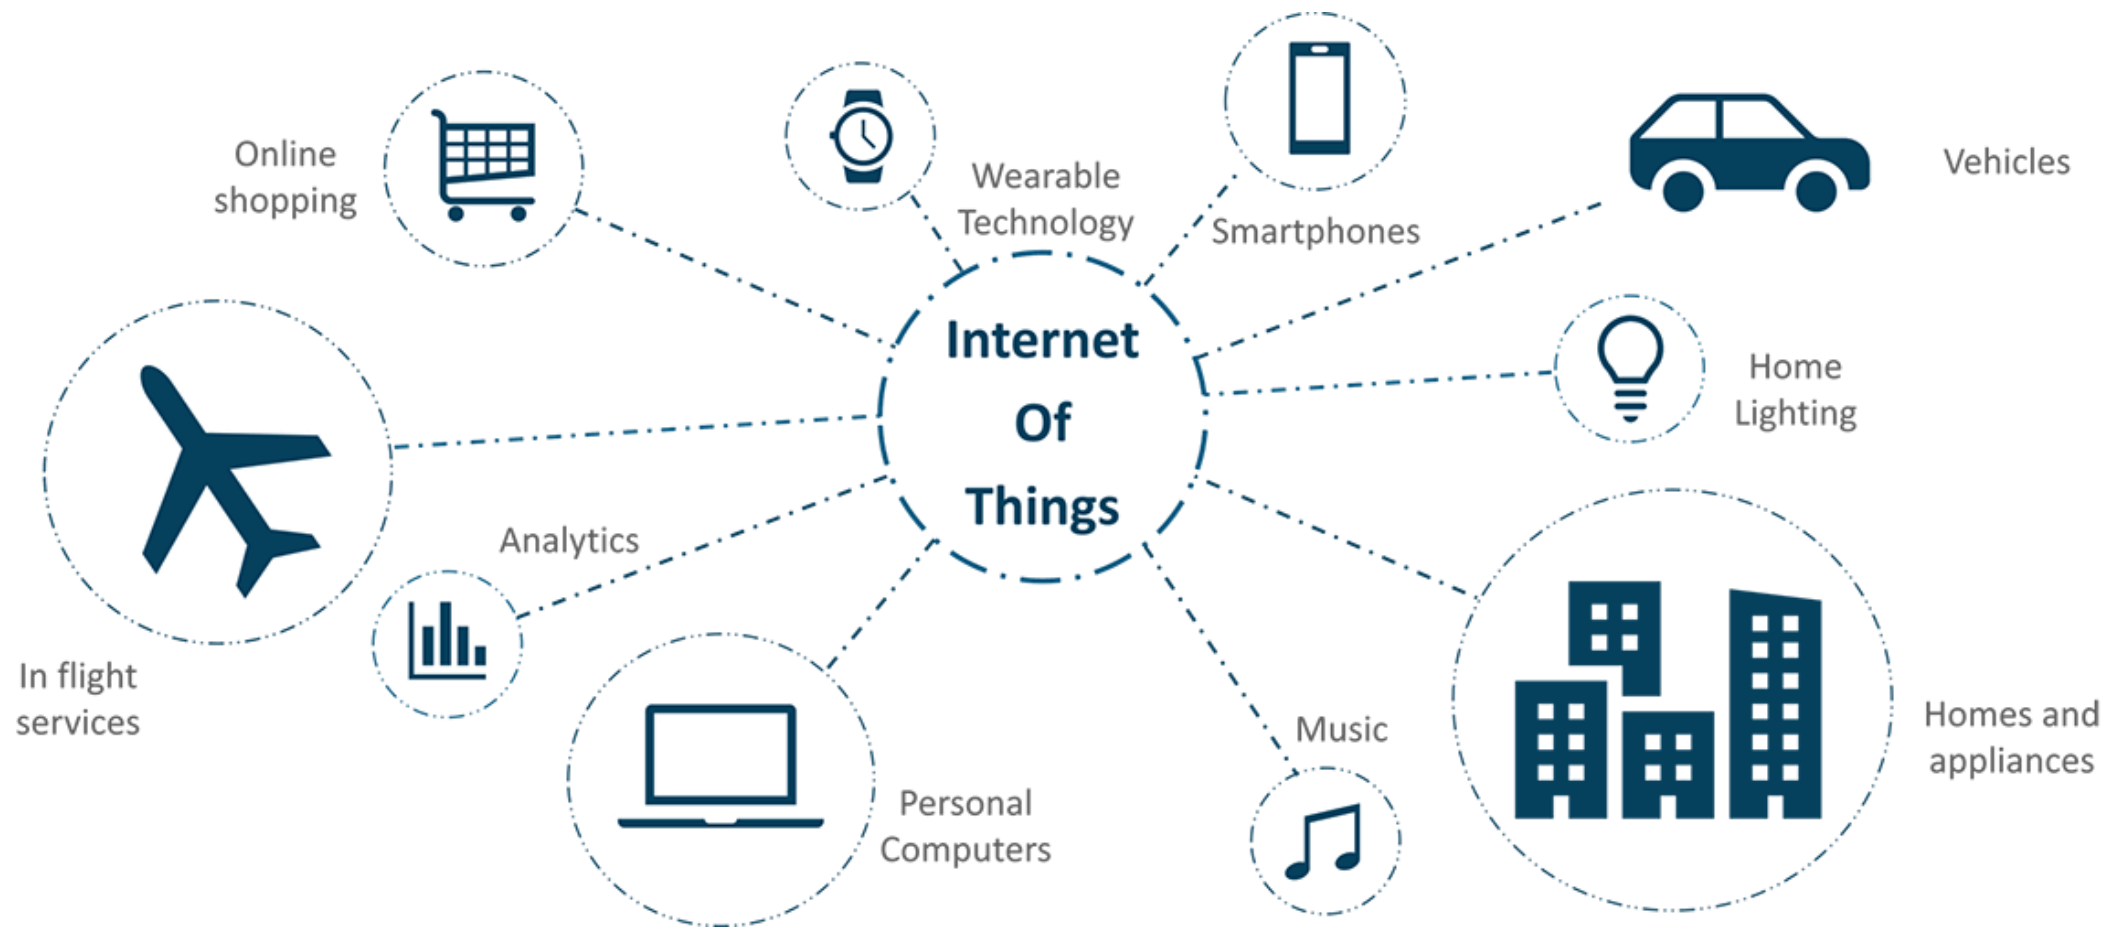 Online
shopping
Wearable
Technology
Smartphones
Vehicles
Internet
Of
Things
Home
Lighting
Analytics
In flight
services
Personal
Computers
Music
Homes and
appliances